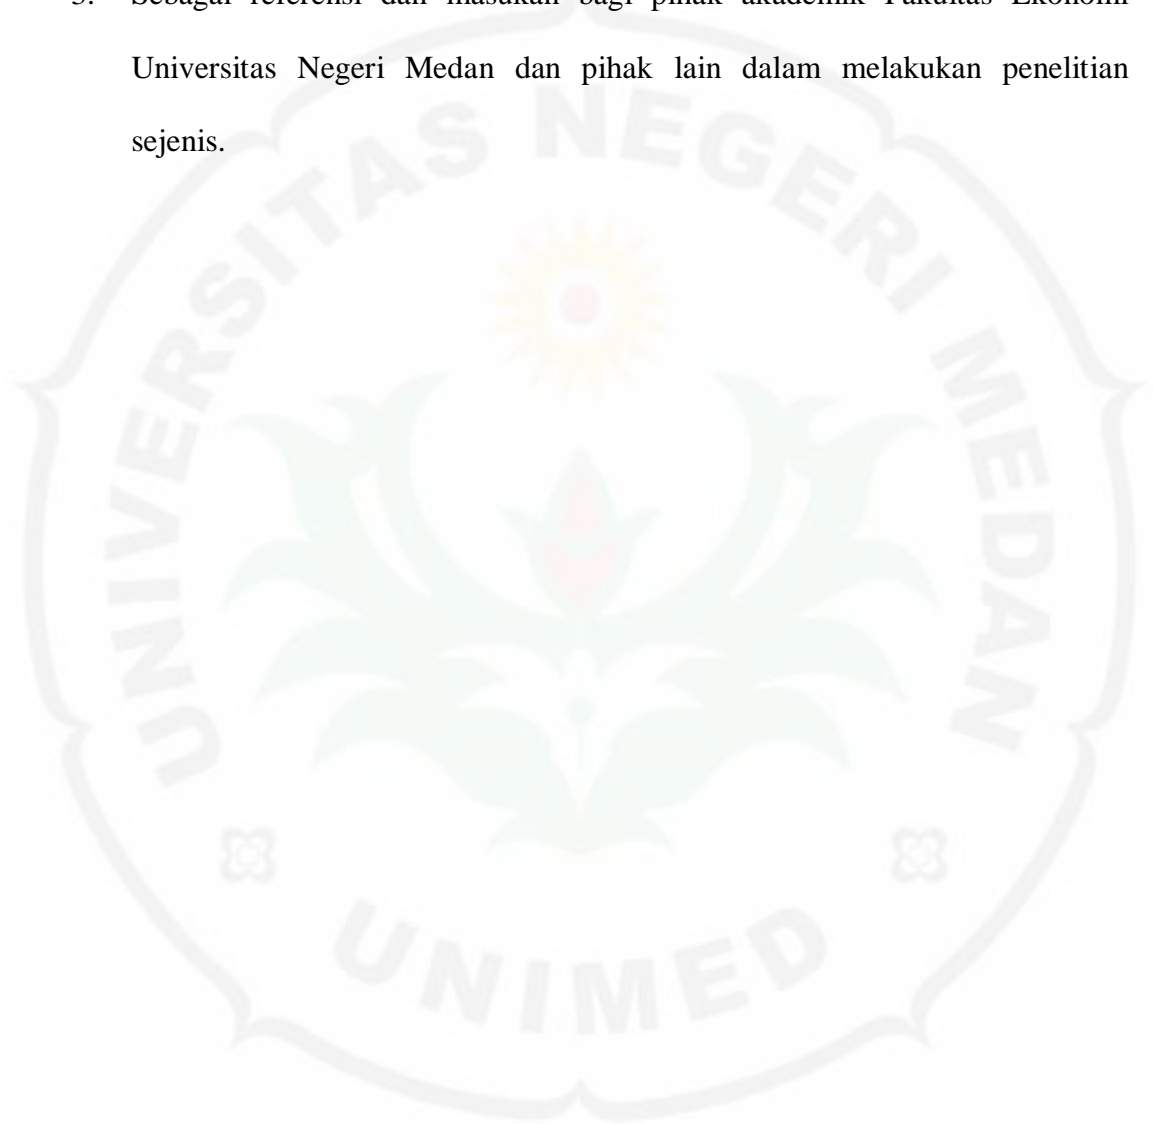 3. Sebagai referensi dan masukan bagi pihak akademik Fakultas Ekonomi
Universitas Negeri Medan dan pihak lain dalam melakukan penelitian
sejenis.
UNIVERSITAS NEGERI MEDAN
UNIMED